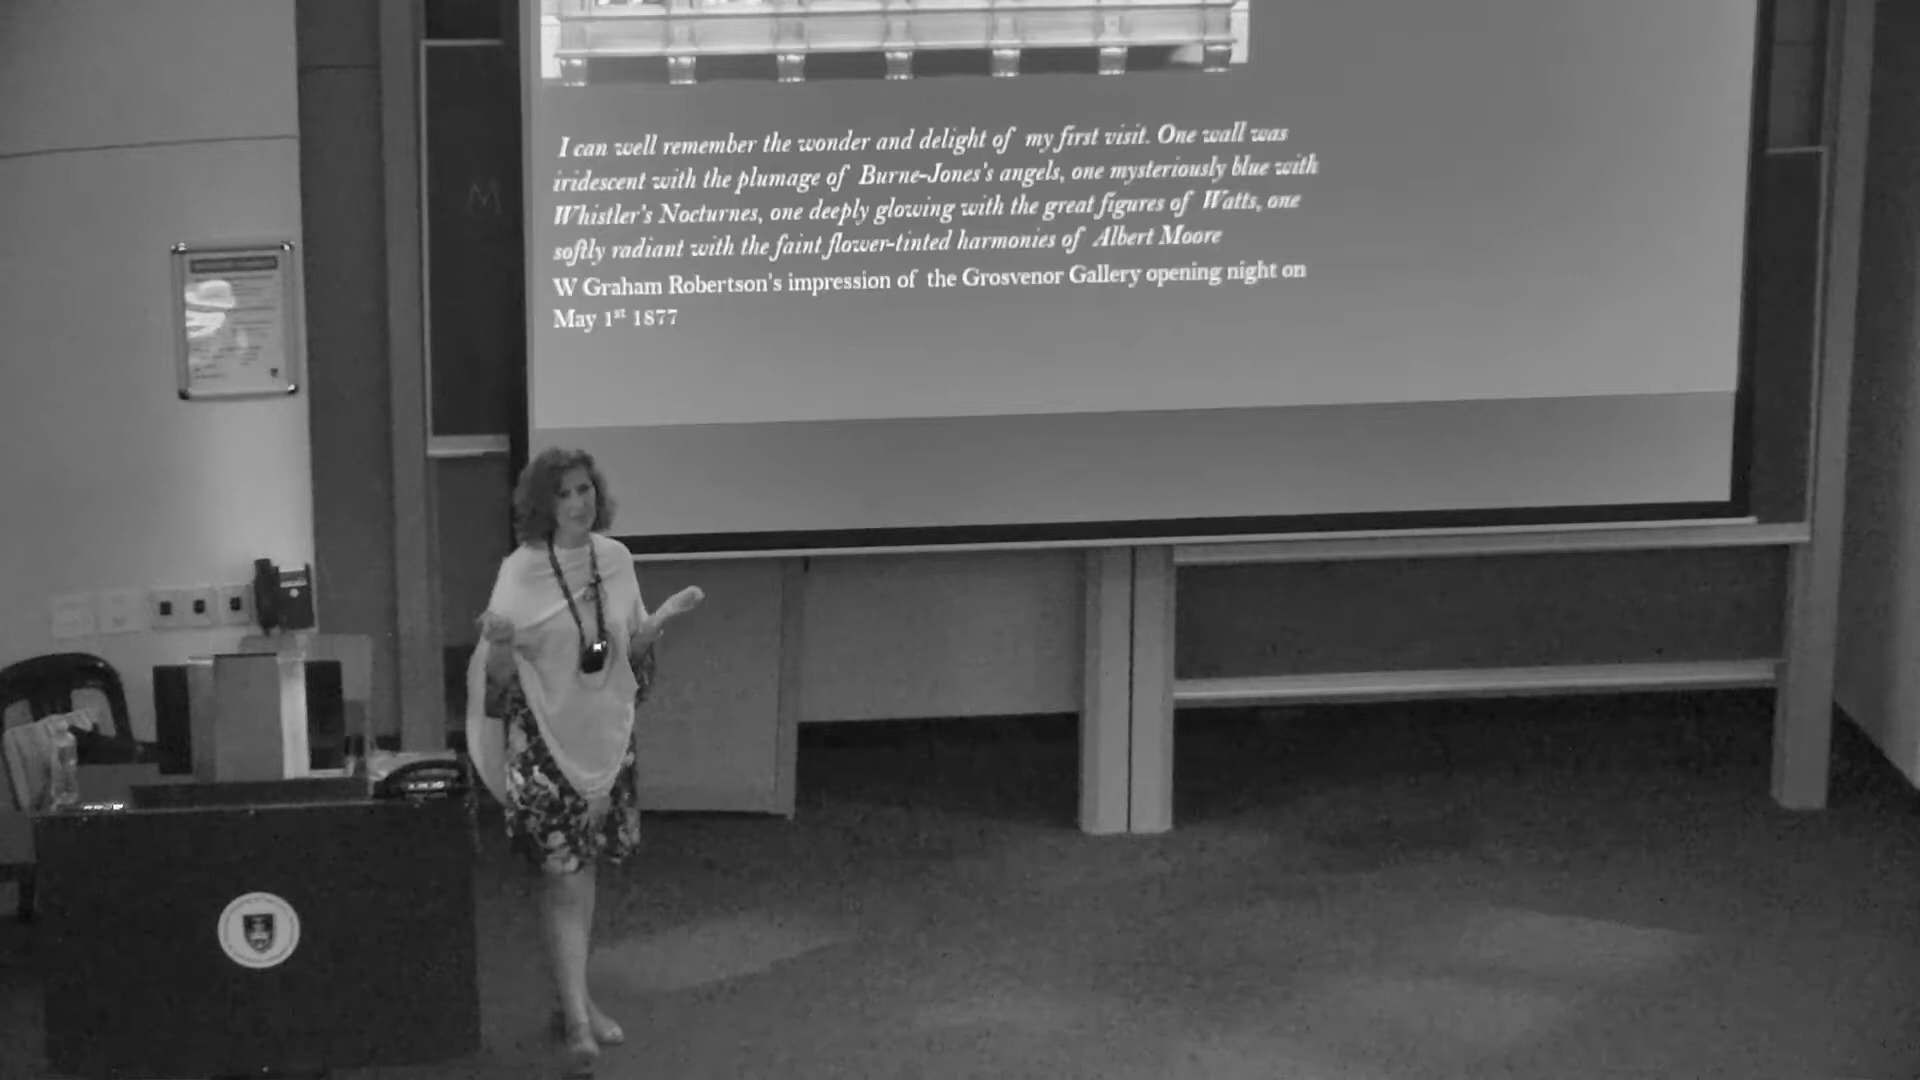 I can well remember the wonder and delight of my first visit. One wall was
iridescent with the plumage of Burne-Jones's angels, one mysteriously blue with
Whistler's Nocturnes, one deeply glowing with the great figures of Watts, one
softly radiant with the faint flower-tinted harmonies of Albert Moore
W Graham Robertson's impression of the Grosvenor Gallery opening night on
May 1st 1877
M